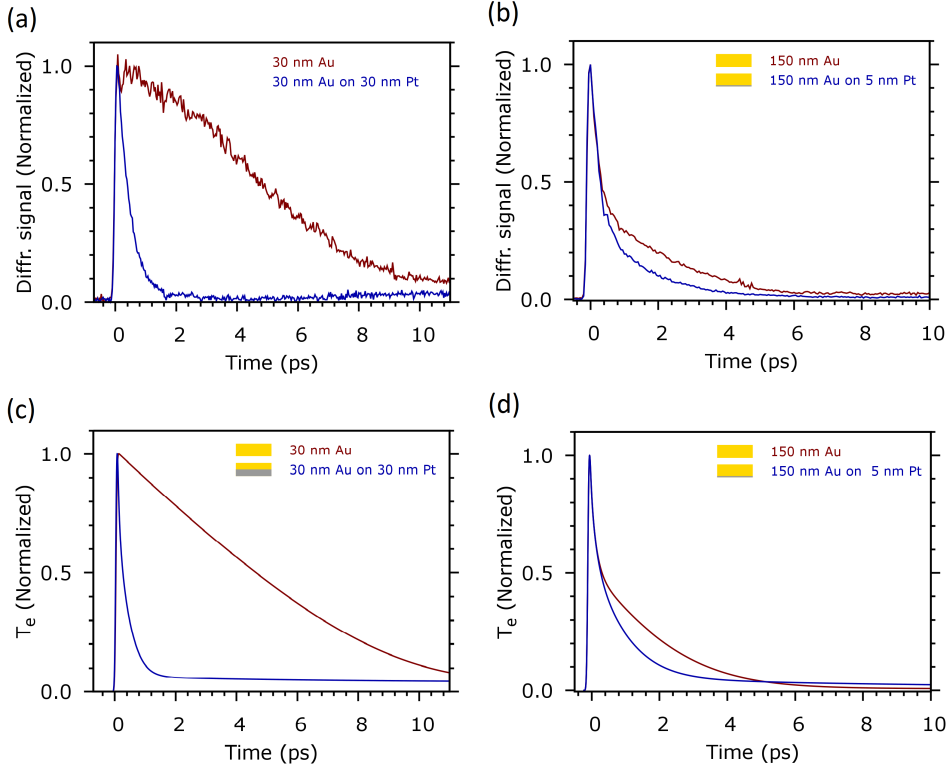 (a)
Diffr. signal (Normalized)
1.0
0.5
0.0
30 nm Au
30 nm Au on 30 nm Pt
0 2 4 6 8 10
Time (ps)
(b)
Diffr. signal (Normalized)
1.0
0.5
0.0
150 nm Au
150 nm Au on 5 nm Pt
0 2 4 6 8 10
Time (ps)
(c)
Te (Normalized)
1.0
0.5
0.0
30 nm Au
30 nm Au on 30 nm Pt
0 2 4 6 8 10
Time (ps)
(d)
Te (Normalized)
1.0
0.5
0.0
150 nm Au
150 nm Au on 5 nm Pt
0 2 4 6 8 10
Time (ps)